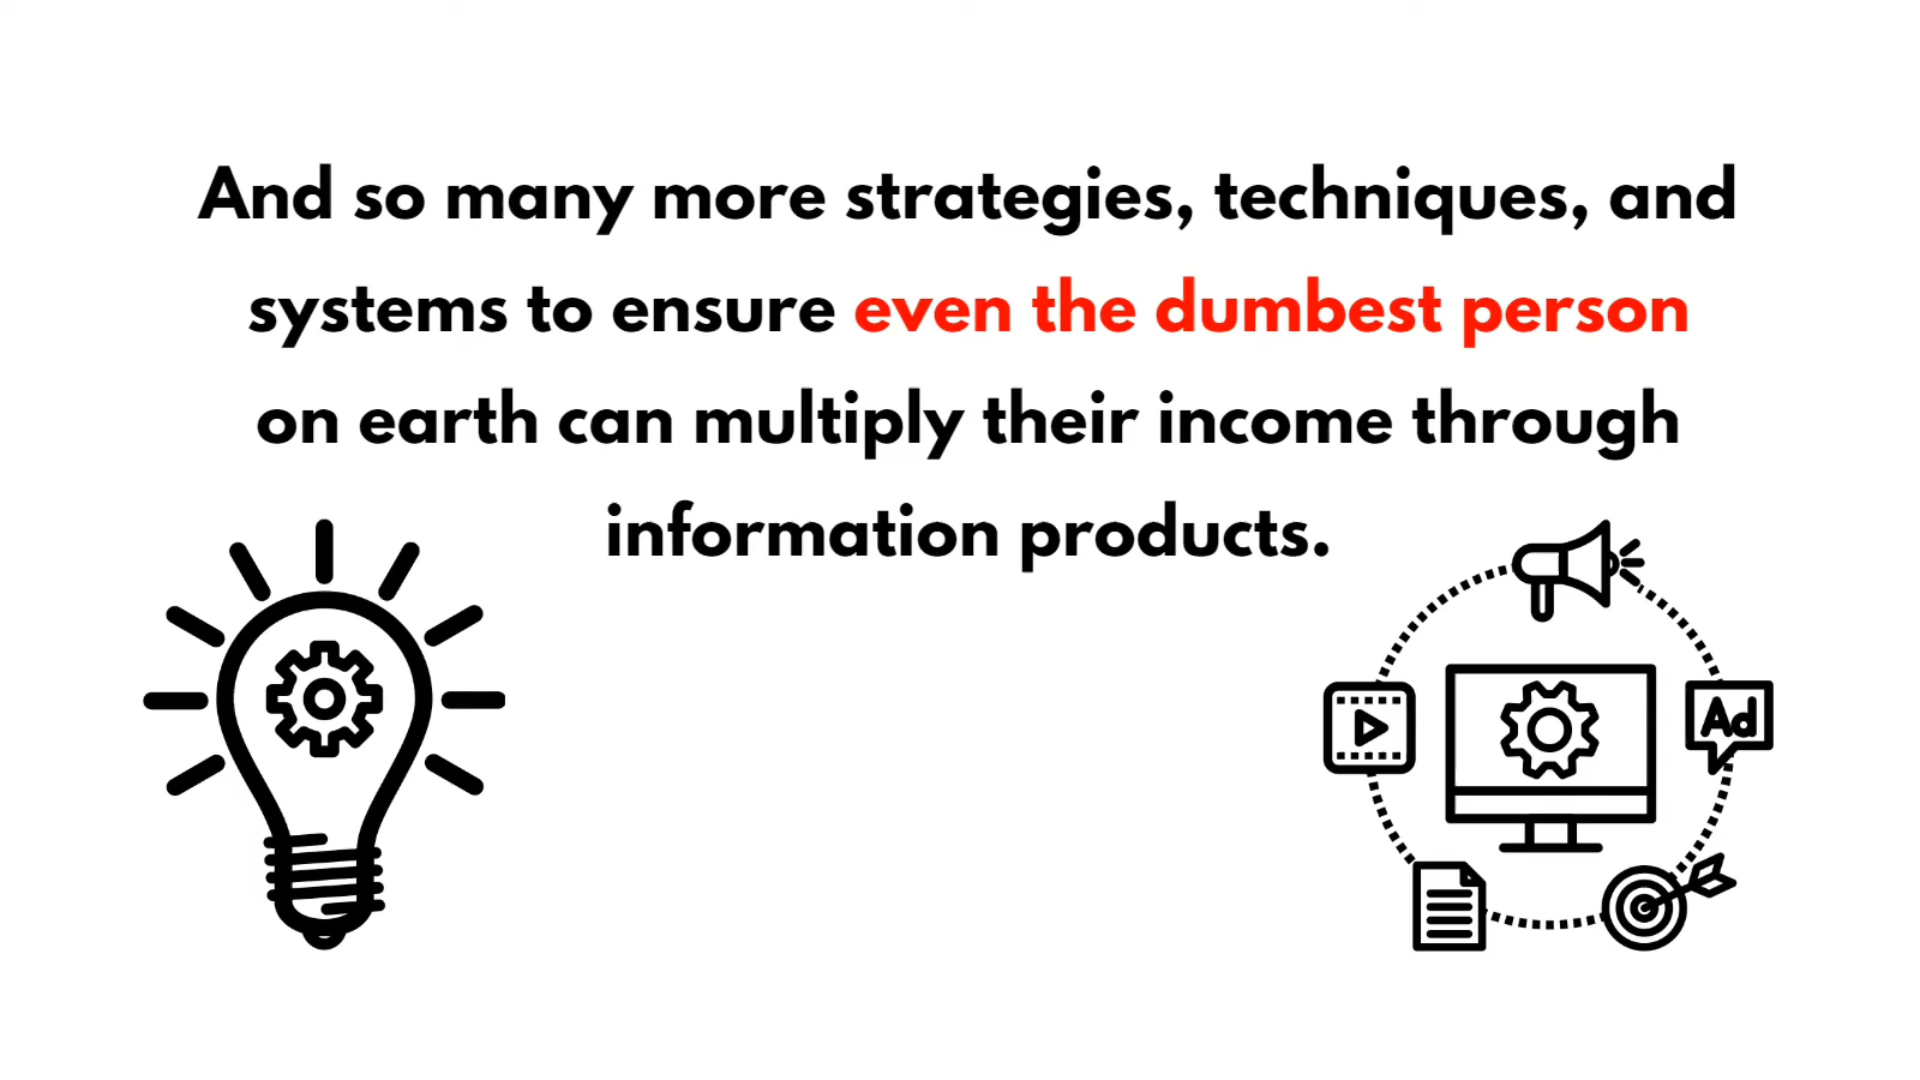 And so many more strategies, techniques, and
systems to ensure even the dumbest person
on earth can multiply their income through
information products.
Ad